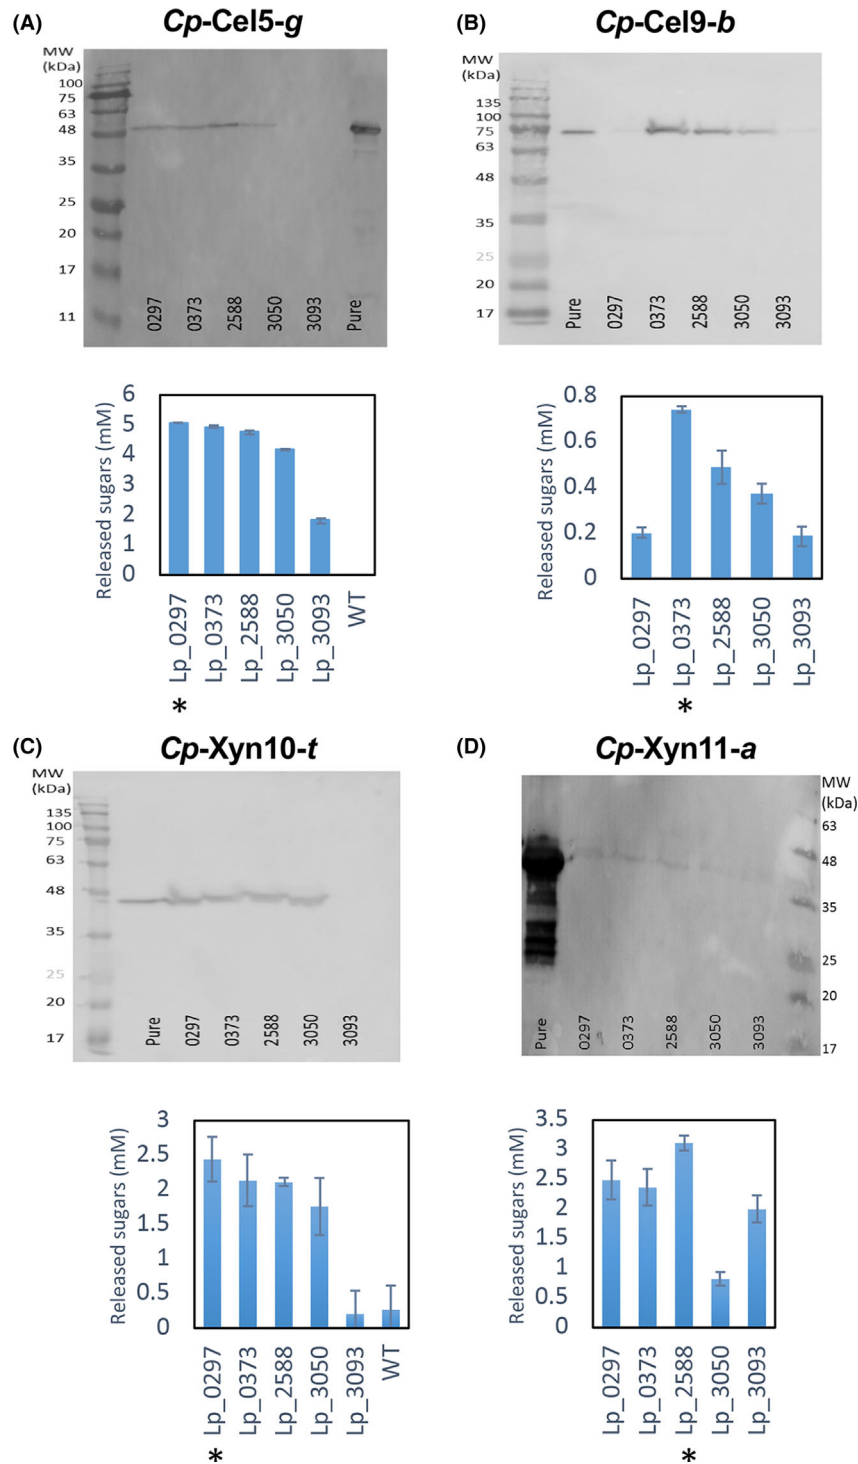 (A)
Cp-Cel5-g
MW
(kDa)
100
75
63
48
35
25
20
17
11
0297
0373
2588
3050
3093
Pure
Released sugars (mM)
6
5
4
3
2
1
0
Lp_0297
Lp_0373
Lp_2588
Lp_3050
Lp_3093
WT
*
(B)
Cp-Cel9-b
MW
(kDa)
135
100
75
63
48
35
25
20
17
Pure
0297
0373
2588
3050
3093
Released sugars (mM)
0.8
0.6
0.4
0.2
0
Lp_0297
Lp_0373
Lp_2588
Lp_3050
Lp_3093
*
(C)
Cp-Xyn10-t
MW
(kDa)
135
100
75
63
48
35
25
20
17
Pure
0297
0373
2588
3050
3093
Released sugars (mM)
3
2.5
2
1.5
1
0.5
0
Lp_0297
Lp_0373
Lp_2588
Lp_3050
Lp_3093
WT
*
(D)
Cp-Xyn11-a
MW
(kDa)
63
48
35
25
20
17
Pure
0297
0373
2588
3050
3093
Released sugars (mM)
3.5
3
2.5
2
1.5
1
0.5
0
Lp_0297
Lp_0373
Lp_2588
Lp_3050
Lp_3093
*